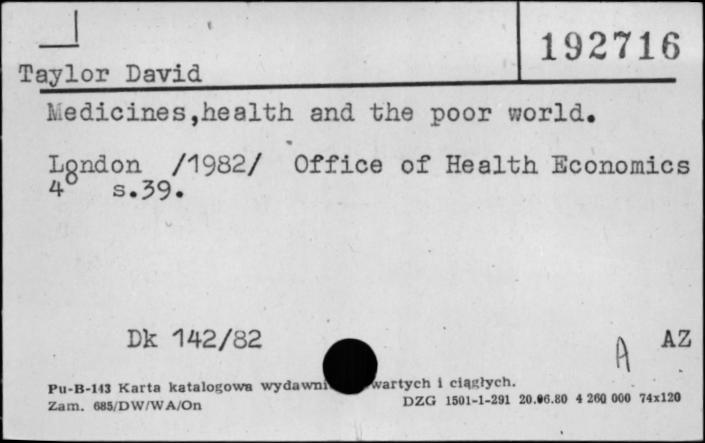 192716
Taylor David
Medicines,health and the poor world.
London /1982/ Office of Health Economics
4° s.39.
Dk 142/82
A AZ
Pu-B-143 Karta katalogowa wydawni wartych i ciągłych.
Zam. 685/DW/WA/On DZG 1501-1-291 20.06.80 4 260 000 74x120